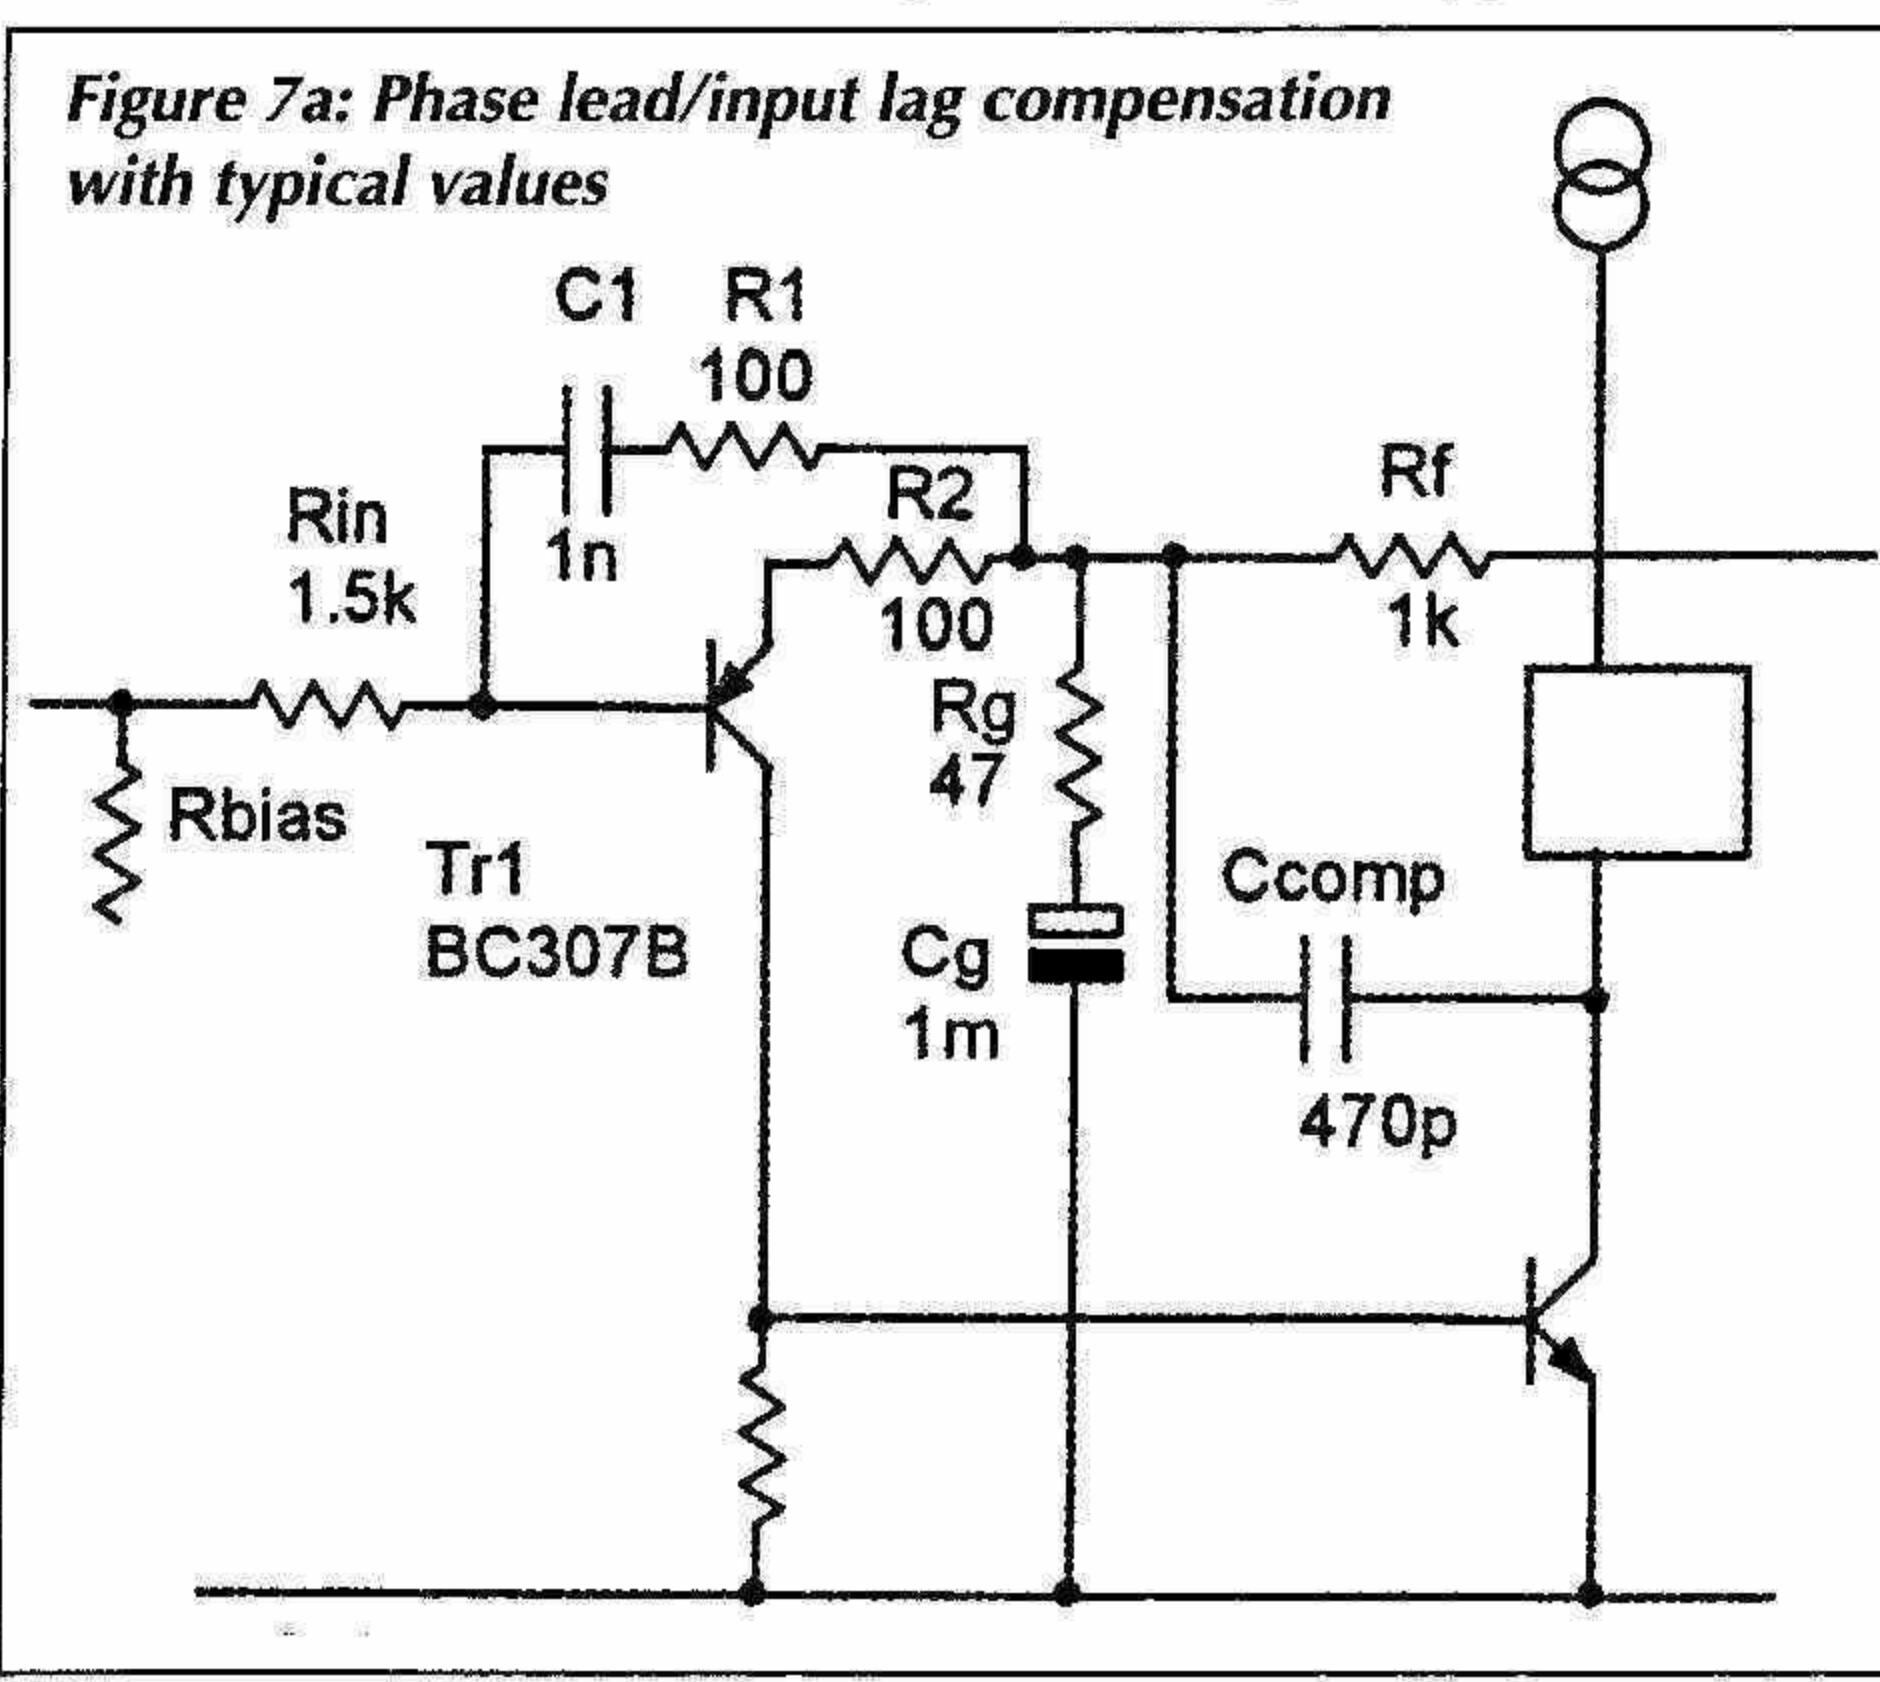 Figure 7a: Phase lead/input lag compensation
with typical values
C1
R1
100
1n
Rin
1.5k
R2
100
Rf
1k
Rbias
Rg
47
Tr1
BC307B
Cg
1m
Ccomp
470p